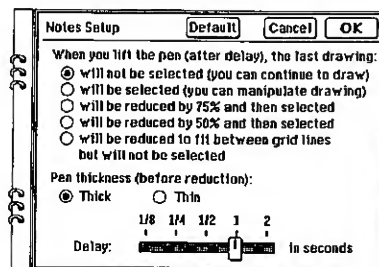 Notes Setup Default Cancel OK
When you lift the pen (after delay), the last drawing:
will not be selected (you can continue to draw)
will be selected (you can manipulate drawing)
will be reduced by 75% and then selected
will be reduced by 50% and then selected
will be reduced to fit between grid lines
but will not be selected
Pen thickness (before reduction):
Thick Thin
1/8 1/4 1/2 1 2
Delay: in seconds